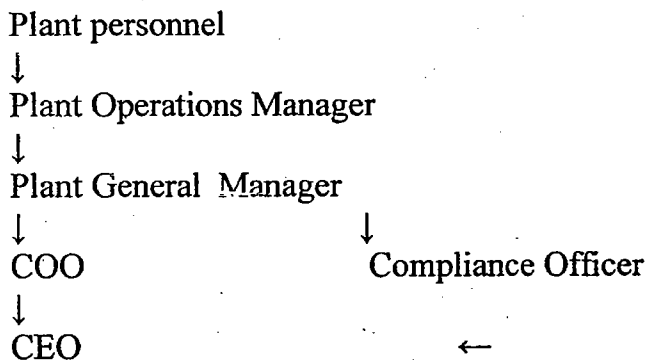 Plant personnel
↓
Plant Operations Manager
↓
Plant General Manager
↓ ↓
COO Compliance Officer
↓
CEO ←